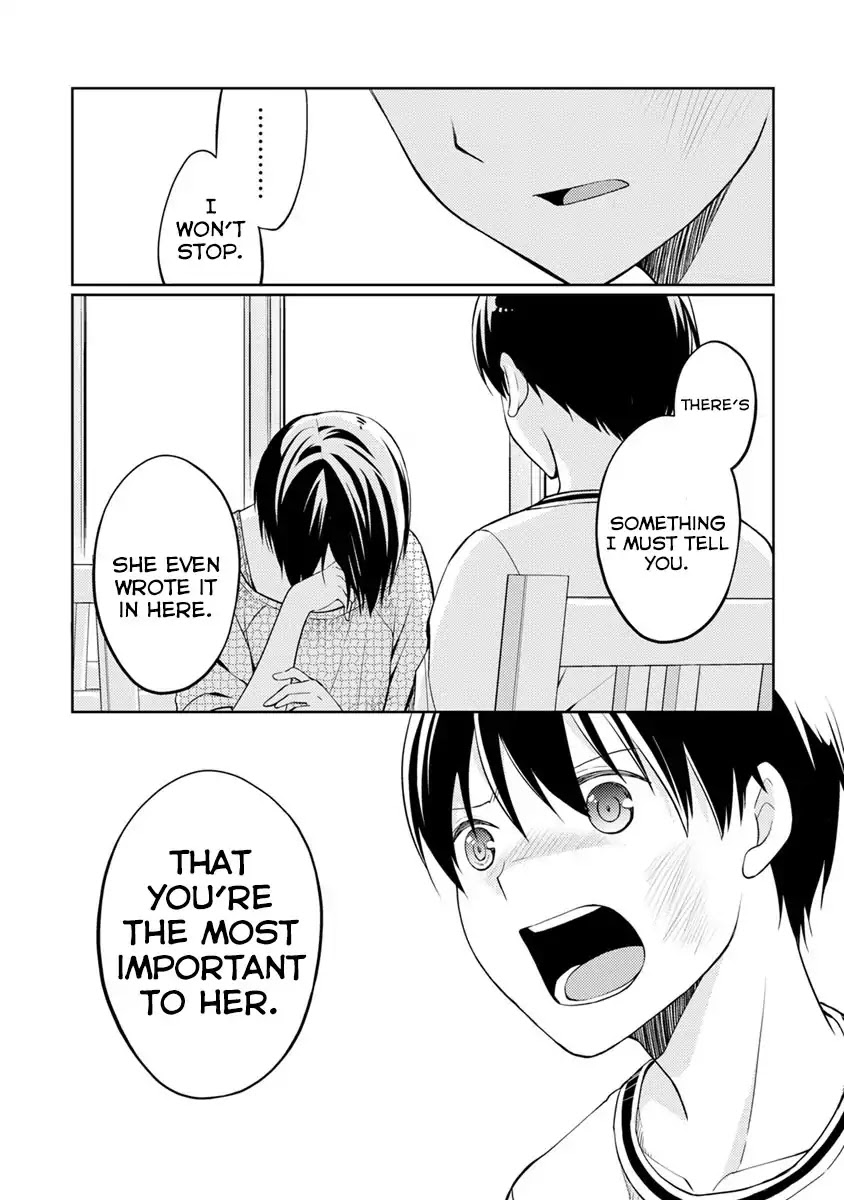 .........
I
WON'T
STOP.
THERE'S
SOMETHING
I MUST TELL
YOU.
SHE EVEN
WROTE IT
IN HERE.
THAT
YOU'RE
THE MOST
IMPORTANT
TO HER.